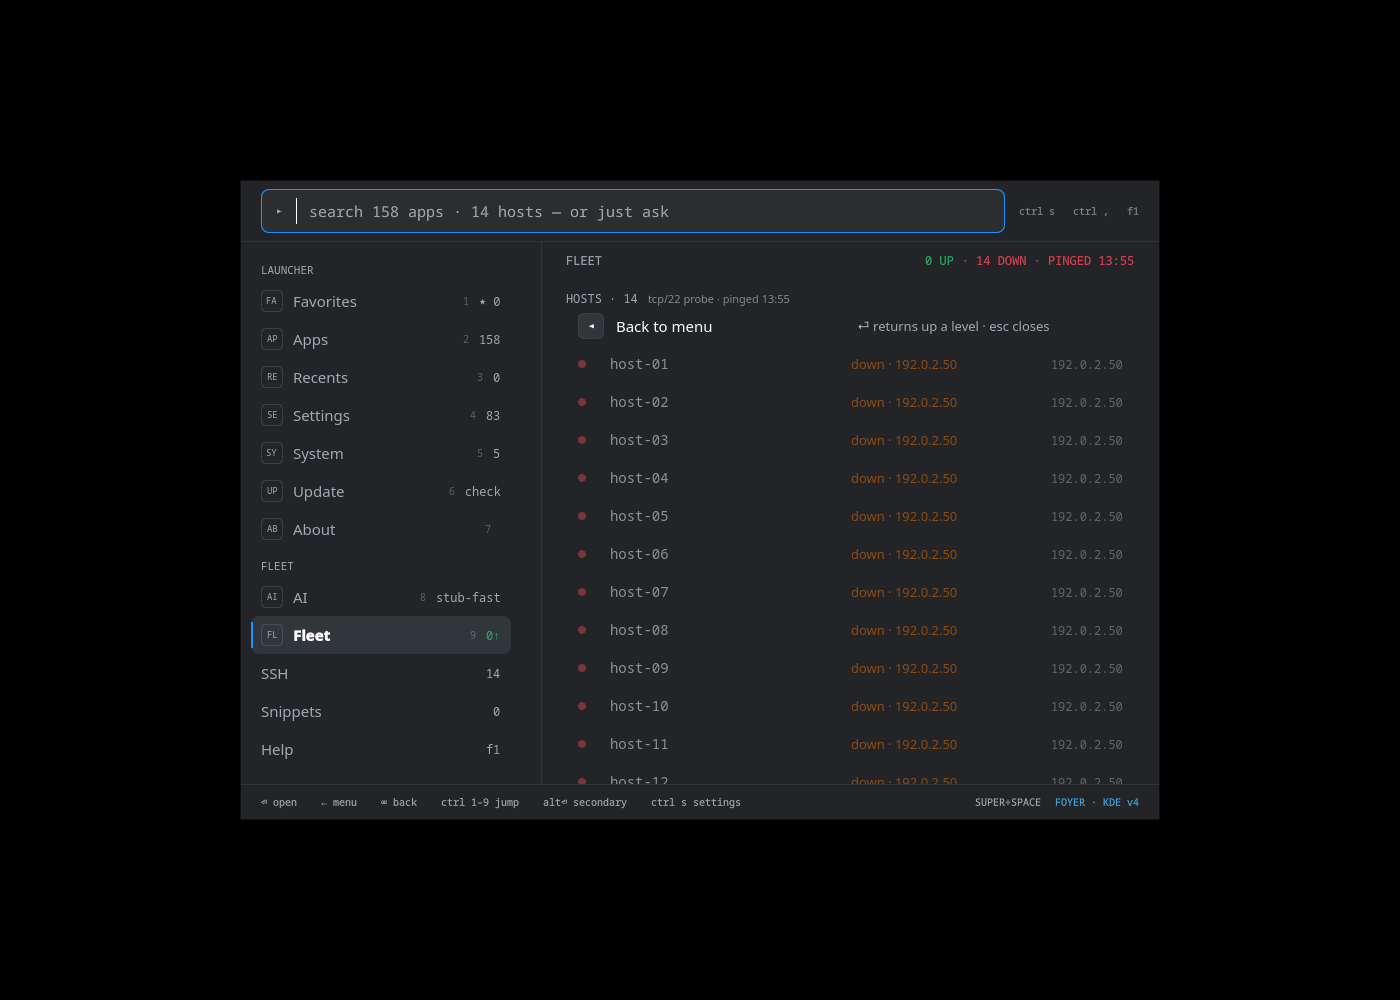 ▸ search 158 apps · 14 hosts — or just ask ctrl s ctrl , f1
LAUNCHER
FA Favorites 1 ★ 0
AP Apps 2 158
RE Recents 3 0
SE Settings 4 83
SY System 5 5
UP Update 6 check
AB About 7
FLEET
AI AI 8 stub-fast
FL Fleet 9 0↑
SSH 14
Snippets 0
Help f1
FLEET 0 UP · 14 DOWN · PINGED 13:55
HOSTS · 14 tcp/22 probe · pinged 13:55
◂ Back to menu ⏎ returns up a level · esc closes
host-01 down · 192.0.2.50 192.0.2.50
host-02 down · 192.0.2.50 192.0.2.50
host-03 down · 192.0.2.50 192.0.2.50
host-04 down · 192.0.2.50 192.0.2.50
host-05 down · 192.0.2.50 192.0.2.50
host-06 down · 192.0.2.50 192.0.2.50
host-07 down · 192.0.2.50 192.0.2.50
host-08 down · 192.0.2.50 192.0.2.50
host-09 down · 192.0.2.50 192.0.2.50
host-10 down · 192.0.2.50 192.0.2.50
host-11 down · 192.0.2.50 192.0.2.50
host-12 down · 192.0.2.50 192.0.2.50
⏎ open ← menu ⌫ back ctrl 1-9 jump alt⏎ secondary ctrl s settings SUPER+SPACE FOYER · KDE v4